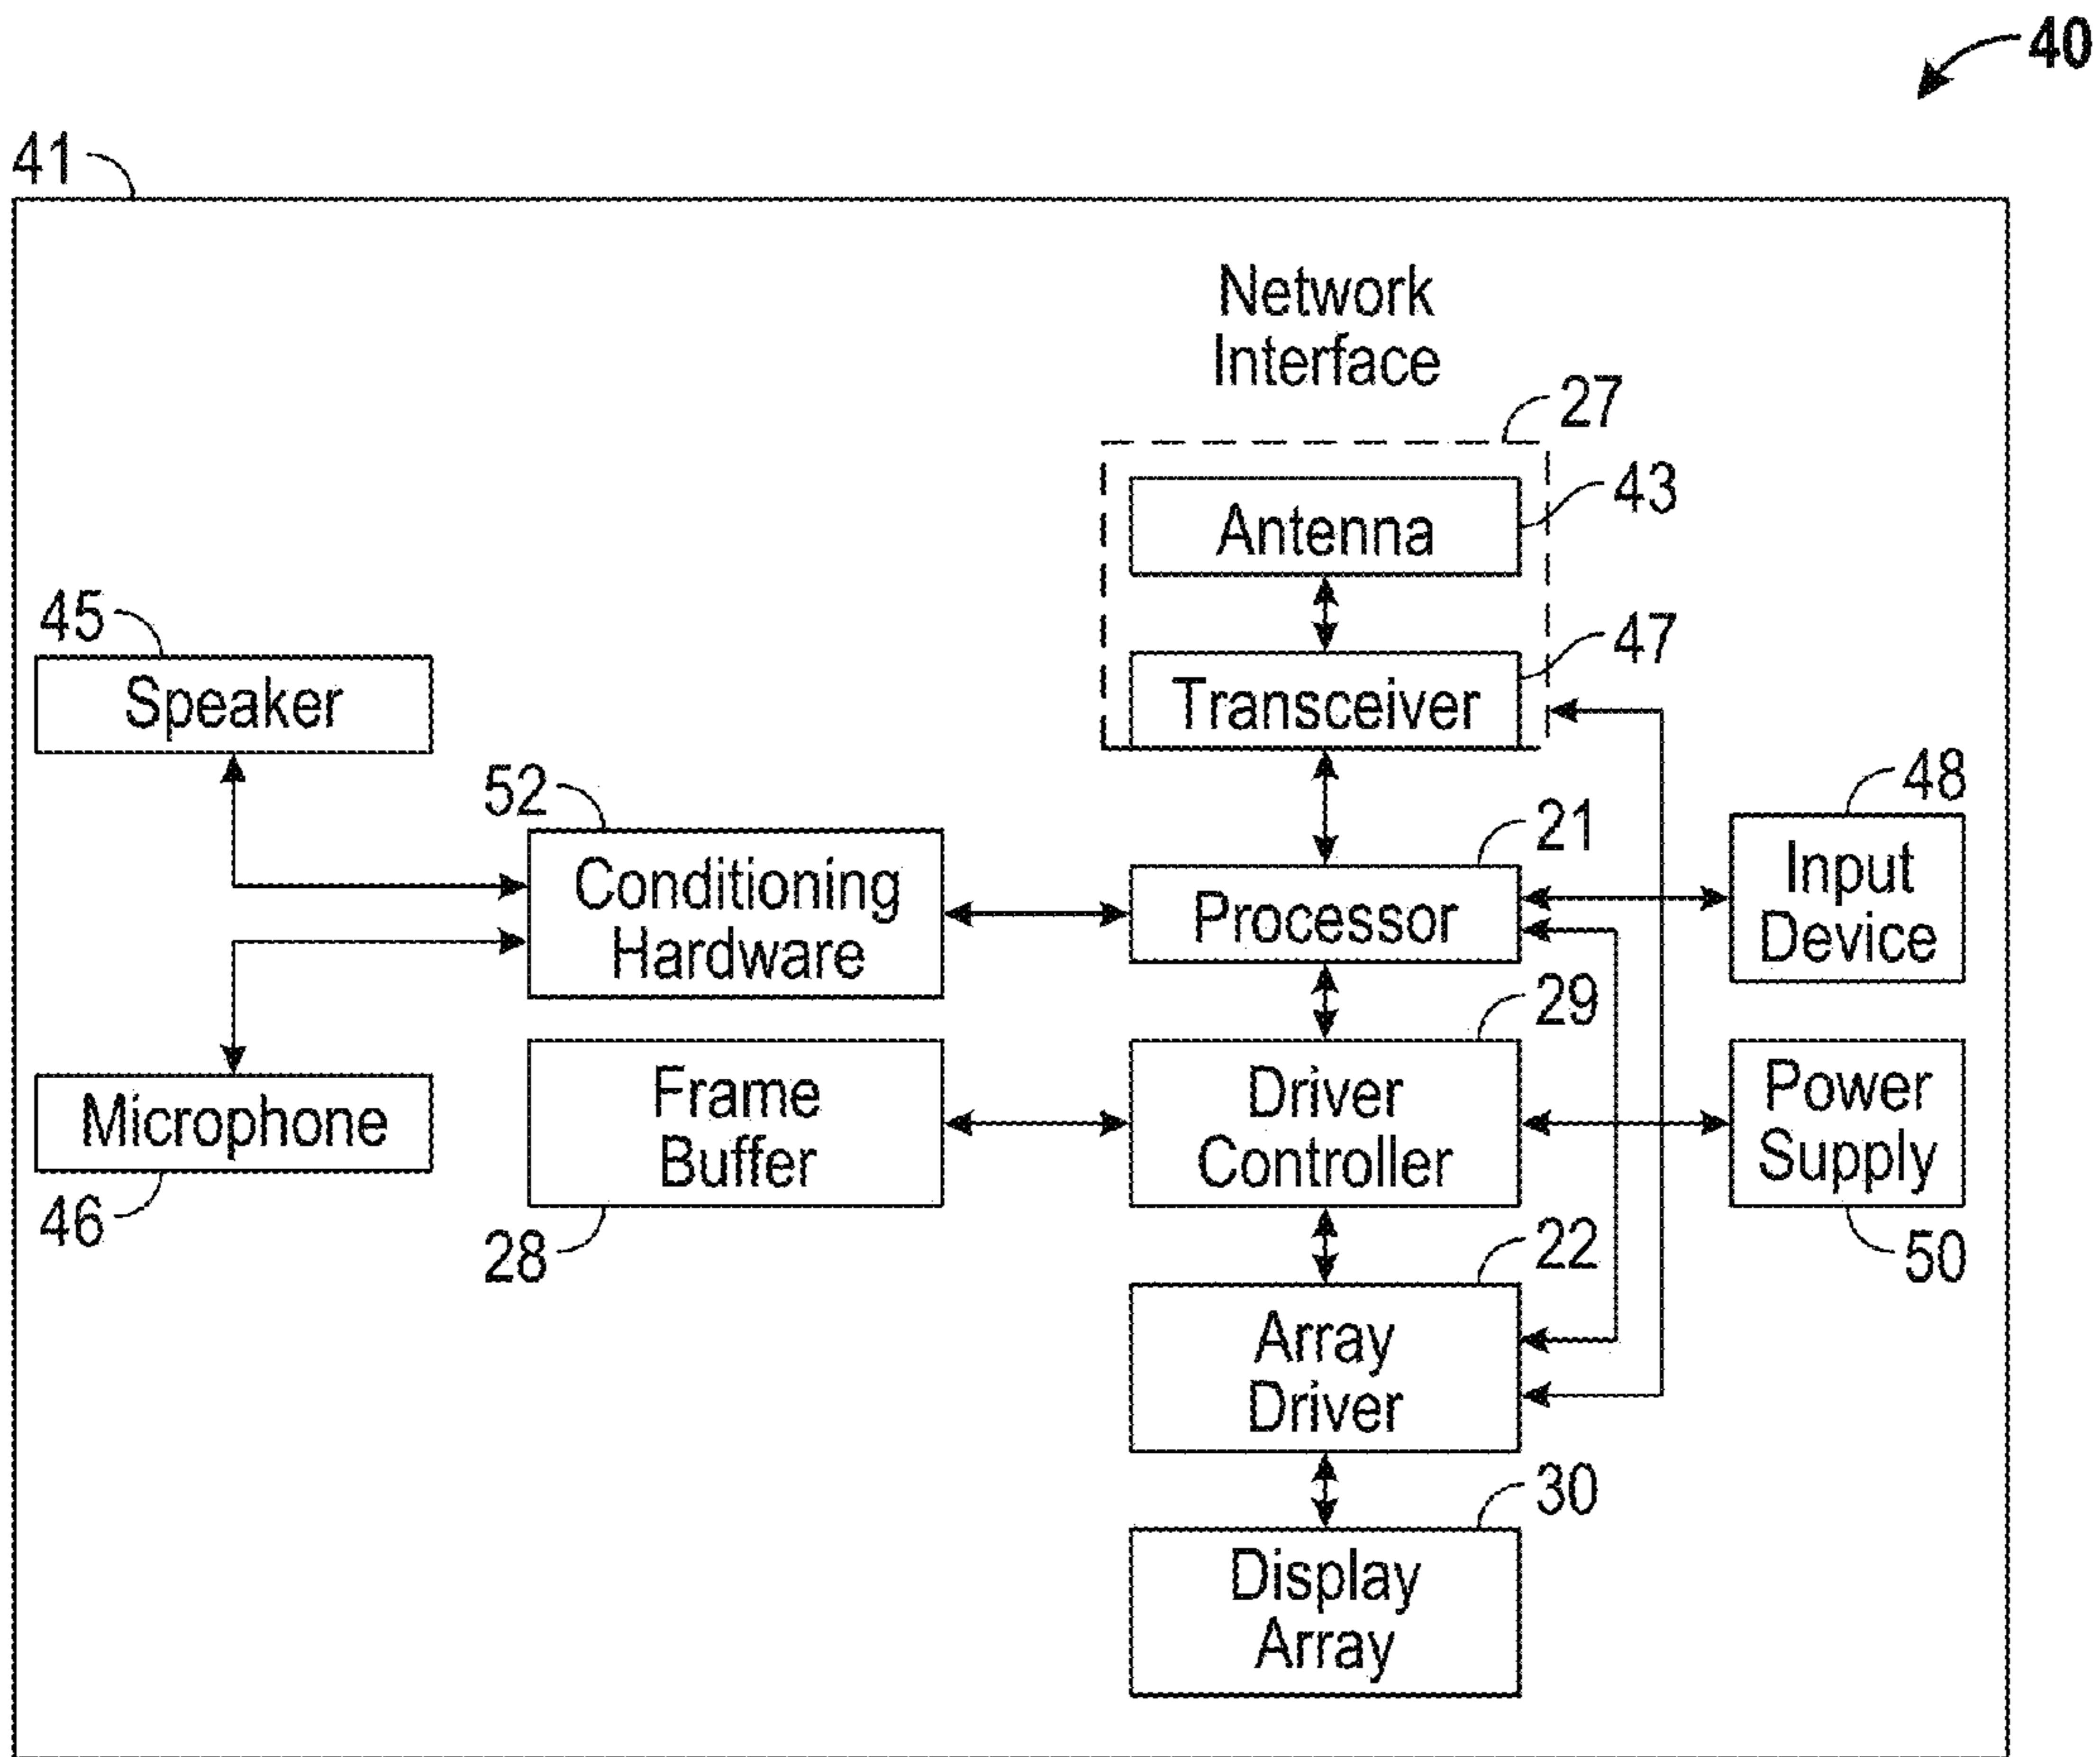 40
41
Network
Interface
27
Antenna
43
45
Speaker
47
Transceiver
52
Conditioning
Hardware
21
Processor
48
Input
Device
29
Frame
Buffer
28
Driver
Controller
Power
Supply
50
Microphone
46
22
Array
Driver
30
Display
Array